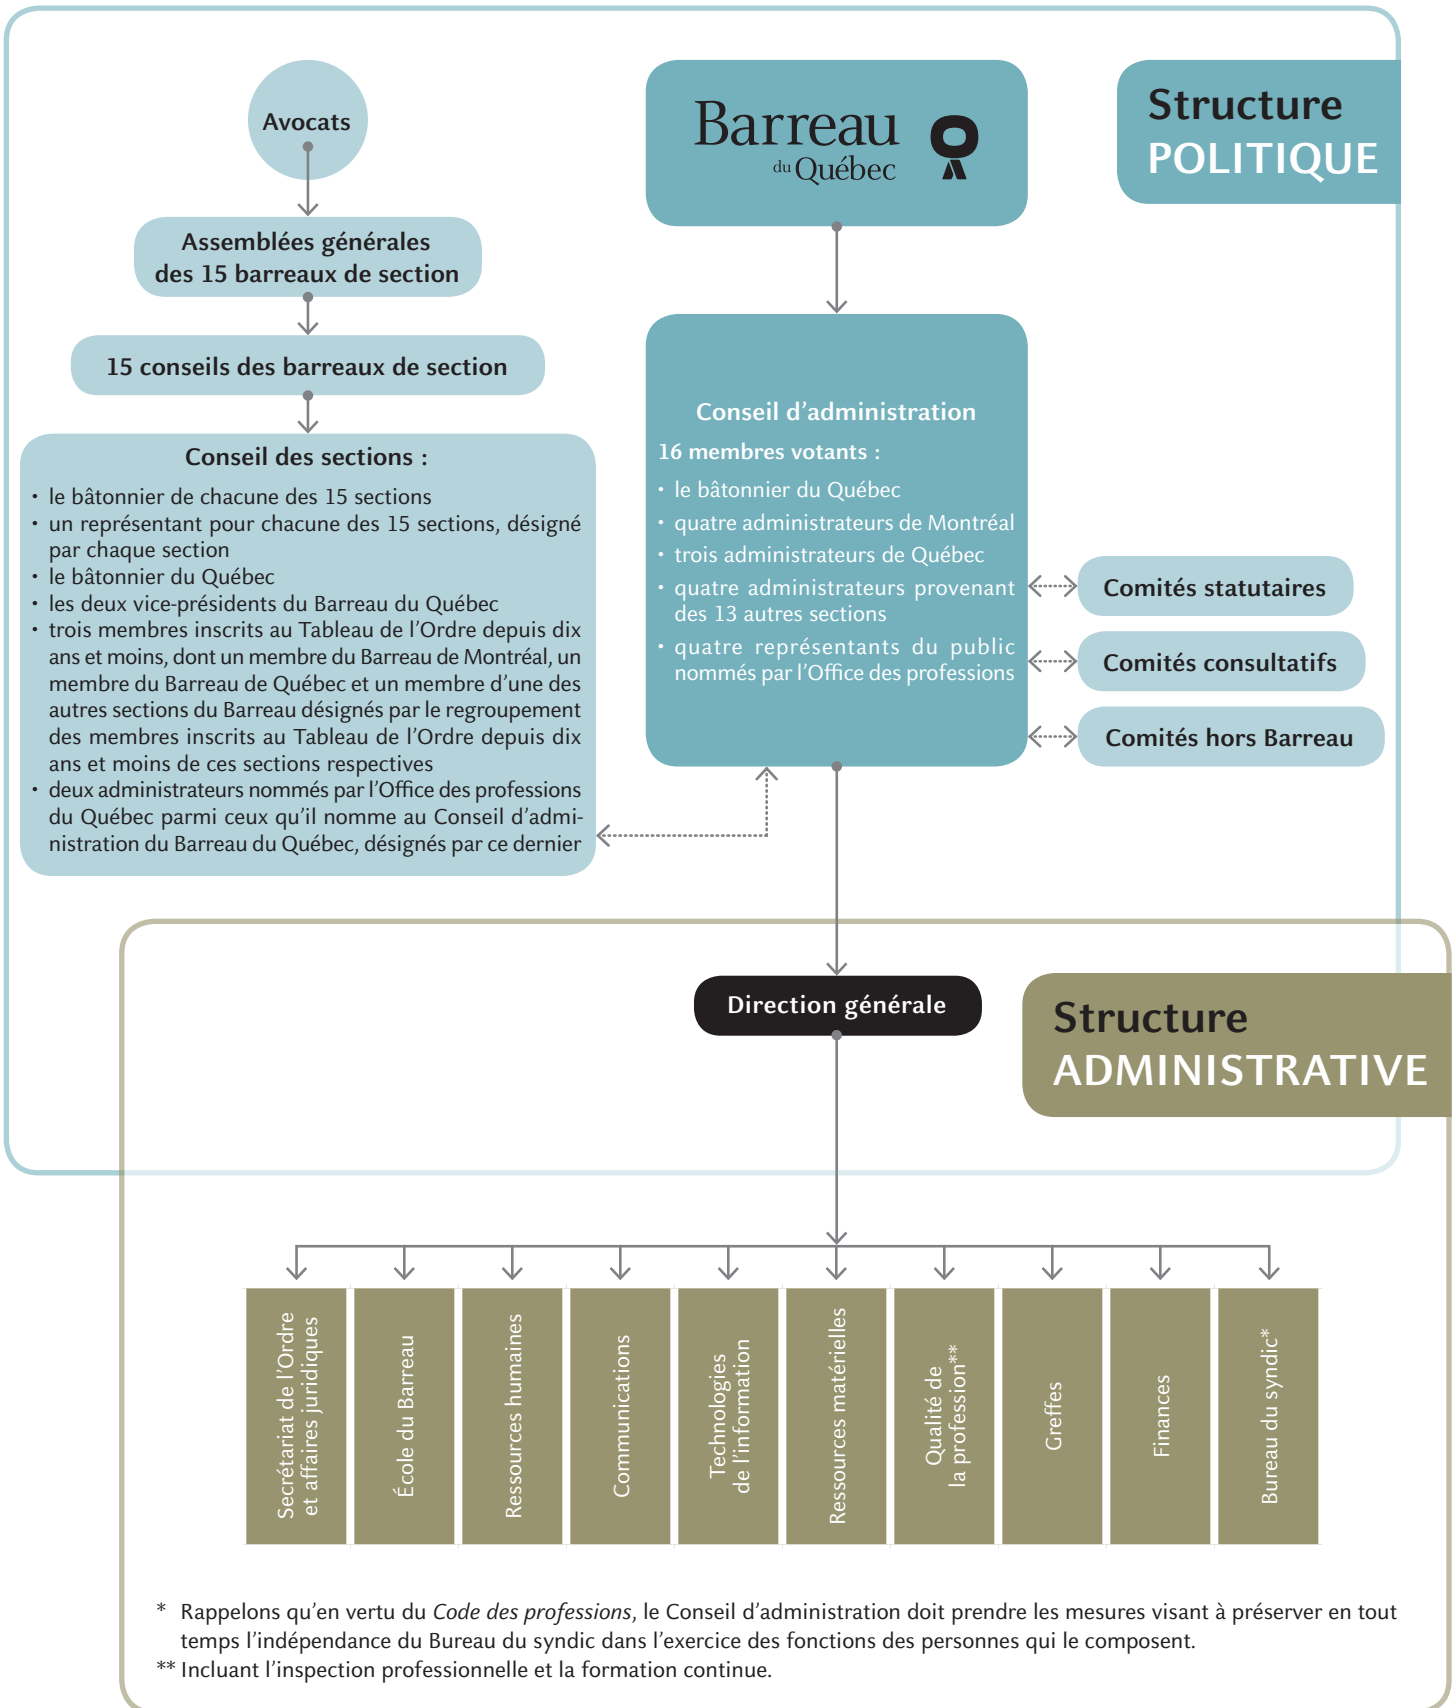 Avocats
Assemblées générales
des 15 barreaux de section
15 conseils des barreaux de section
Conseil des sections :
• le bâtonnier de chacune des 15 sections
• un représentant pour chacune des 15 sections, désigné
par chaque section
• le bâtonnier du Québec
• les deux vice-présidents du Barreau du Québec
• trois membres inscrits au Tableau de l’Ordre depuis dix
ans et moins, dont un membre du Barreau de Montréal, un
membre du Barreau de Québec et un membre d’une des
autres sections du Barreau désignés par le regroupement
des membres inscrits au Tableau de l’Ordre depuis dix
ans et moins de ces sections respectives
• deux administrateurs nommés par l’Office des professions
du Québec parmi ceux qu’il nomme au Conseil d’admi-
nistration du Barreau du Québec, désignés par ce dernier
Barreau
du Québec
Structure
POLITIQUE
Conseil d’administration
16 membres votants :
• le bâtonnier du Québec
• quatre administrateurs de Montréal
• trois administrateurs de Québec
• quatre administrateurs provenant
des 13 autres sections
• quatre représentants du public
nommés par l’Office des professions
Comités statutaires
Comités consultatifs
Comités hors Barreau
Direction générale
Structure
ADMINISTRATIVE
Secrétariat de l’Ordre
et affaires juridiques
École du Barreau
Ressources humaines
Communications
Technologies
de l’information
Ressources matérielles
Qualité de
la profession**
Greffes
Finances
Bureau du syndic*
* Rappelons qu’en vertu du Code des professions, le Conseil d’administration doit prendre les mesures visant à préserver en tout
temps l’indépendance du Bureau du syndic dans l’exercice des fonctions des personnes qui le composent.
** Incluant l’inspection professionnelle et la formation continue.